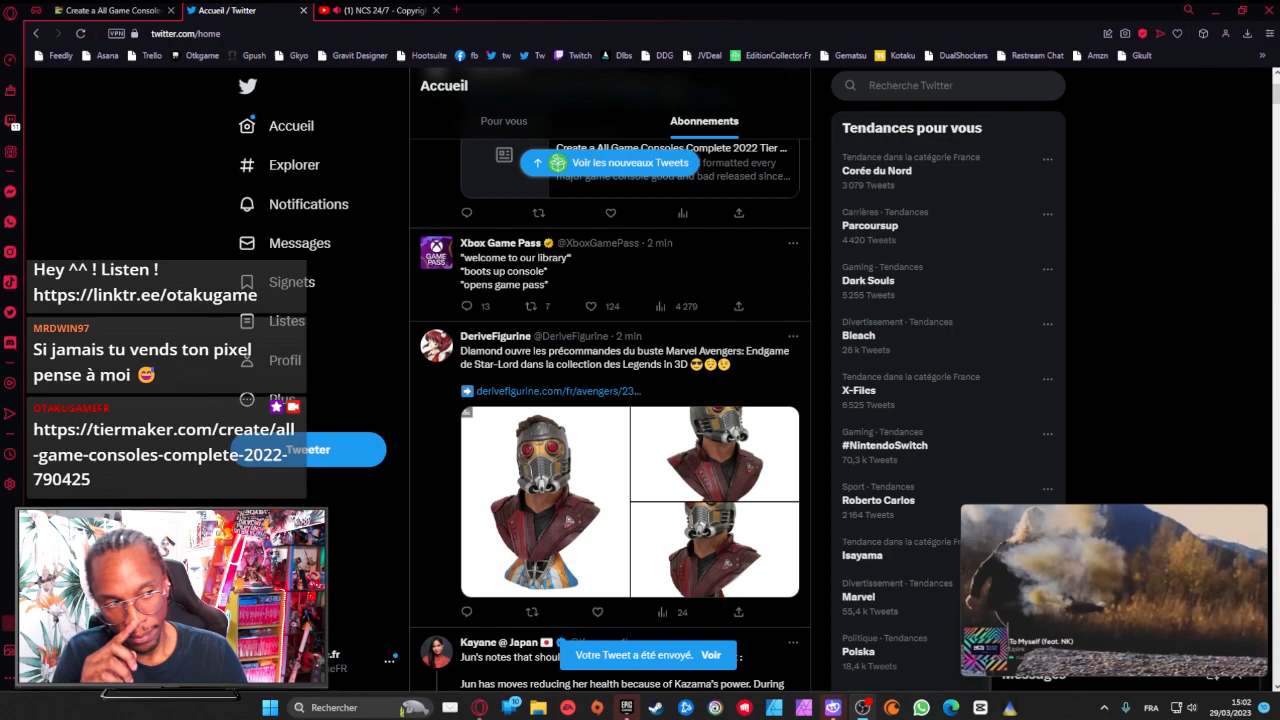 Create a All Game Console
Accueil / Twitter
(1) NCS 24/7 - Copyrig
VPN
twitter.com/home
Feedly
Asana
Trello
Otkgame
Gpush
Gkyo
Gravit Designer
Hootsuite
fb
tw
Tw
Twitch
Dlbs
DDG
JVDeal
EditionCollector.Fr
Gematsu
Kotaku
DualShockers
Restream Chat
Amzn
Gkult
Accueil
Explorer
Notifications
Messages
Signets
Listes
Profil
Plus
Tweeter
Hey ^^ ! Listen !
https://linktr.ee/otakugame
MRDWIN97
Si jamais tu vends ton pixel
pense à moi 😅
OTAKUGAMEFR
https://tiermaker.com/create/all
-game-consoles-complete-2022-
790425
Accueil
Pour vous
Abonnements
Create a All Game Consoles Complete 2022 Tier ...
Voir les nouveaux Tweets
formatted every
major game console good and bad released since...
Xbox Game Pass @XboxGamePass · 2 min
"welcome to our library"
*boots up console*
*opens game pass*
13
7
124
4 279
DeriveFigurine @DeriveFigurine · 2 min
Diamond ouvre les précommandes du buste Marvel Avengers: Endgame
de Star-Lord dans la collection des Legends in 3D
derivefigurine.com/fr/avengers/23...
24
Kayane @ Japan
Jun's notes that shoul
Votre Tweet a été envoyé. Voir
Jun has moves reducing her health because of Kazama's power. During
Recherche Twitter
Tendances pour vous
Tendance dans la catégorie France
Corée du Nord
3 079 Tweets
Carrières · Tendances
Parcoursup
4 420 Tweets
Gaming · Tendances
Dark Souls
5 255 Tweets
Divertissement · Tendances
Bleach
26 k Tweets
Tendance dans la catégorie France
X-Files
6 525 Tweets
Gaming · Tendances
#NintendoSwitch
70,3 k Tweets
Sport · Tendances
Roberto Carlos
2 164 Tweets
Tendance dans la catégorie F
Isayama
Divertissement · Tendances
Marvel
55,4 k Tweets
Politique · Tendances
Polska
18,4 k Tweets
To Myself (feat. NK)
NCS
Messages
Rechercher
FRA
15:02
29/03/2023